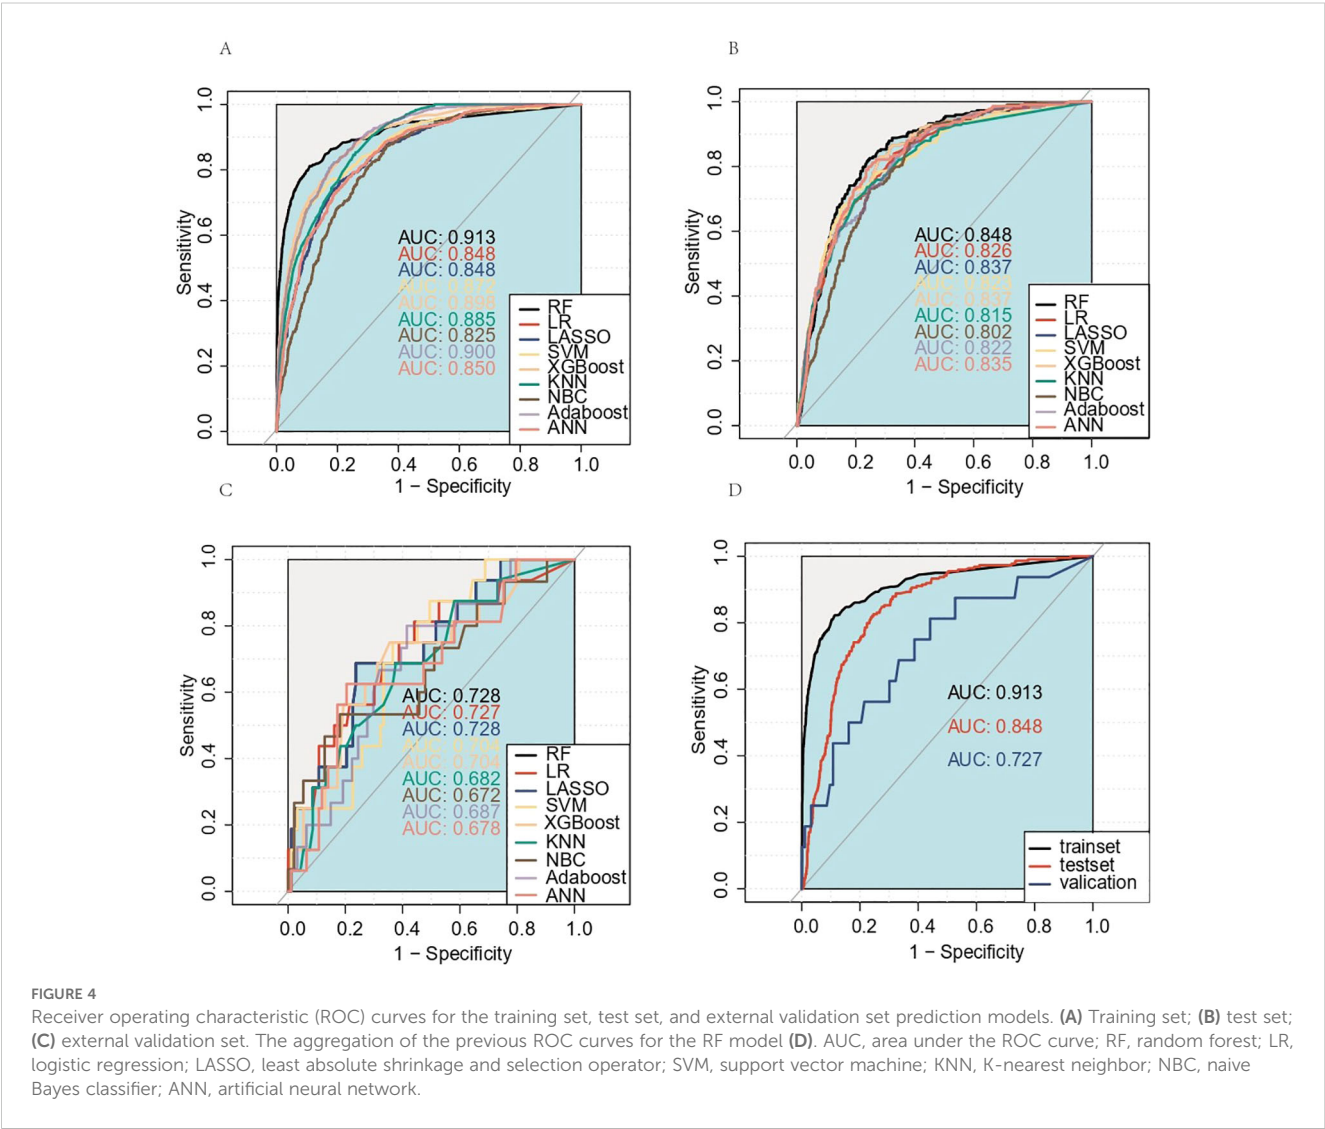 A
1.0
0.8
0.6
0.4
0.2
0.0
Sensitivity
AUC: 0.913
AUC: 0.848
AUC: 0.848
AUC: 0.877
AUC: 0.898
AUC: 0.885
AUC: 0.825
AUC: 0.900
AUC: 0.850
RF
LR
LASSO
SVM
XGBoost
KNN
NBC
Adaboost
ANN
0.0 0.2 0.4 0.6 0.8 1.0
1 − Specificity
B
1.0
0.8
0.6
0.4
0.2
0.0
Sensitivity
AUC: 0.848
AUC: 0.826
AUC: 0.837
AUC: 0.823
AUC: 0.837
AUC: 0.815
AUC: 0.802
AUC: 0.822
AUC: 0.835
RF
LR
LASSO
SVM
XGBoost
KNN
NBC
Adaboost
ANN
0.0 0.2 0.4 0.6 0.8 1.0
1 − Specificity
C
1.0
0.8
0.6
0.4
0.2
0.0
Sensitivity
AUC: 0.728
AUC: 0.727
AUC: 0.728
AUC: 0.704
AUC: 0.704
AUC: 0.682
AUC: 0.672
AUC: 0.687
AUC: 0.678
RF
LR
LASSO
SVM
XGBoost
KNN
NBC
Adaboost
ANN
0.0 0.2 0.4 0.6 0.8 1.0
1 − Specificity
D
1.0
0.8
0.6
0.4
0.2
0.0
Sensitivity
AUC: 0.913
AUC: 0.848
AUC: 0.727
trainset
testset
valication
0.0 0.2 0.4 0.6 0.8 1.0
1 − Specificity
FIGURE 4
Receiver operating characteristic (ROC) curves for the training set, test set, and external validation set prediction models. (A) Training set; (B) test set;
(C) external validation set. The aggregation of the previous ROC curves for the RF model (D). AUC, area under the ROC curve; RF, random forest; LR,
logistic regression; LASSO, least absolute shrinkage and selection operator; SVM, support vector machine; KNN, K-nearest neighbor; NBC, naive
Bayes classifier; ANN, artificial neural network.